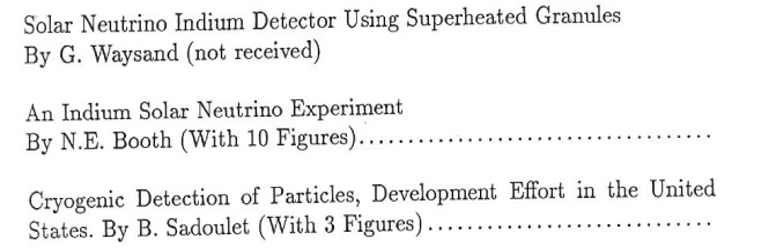 Solar Neutrino Indium Detector Using Superheated Granules
By G. Waysand (not received)
An Indium Solar Neutrino Experiment
By N.E. Booth (With 10 Figures)....................................
Cryogenic Detection of Particles, Development Effort in the United
States. By B. Sadoulet (With 3 Figures).............................